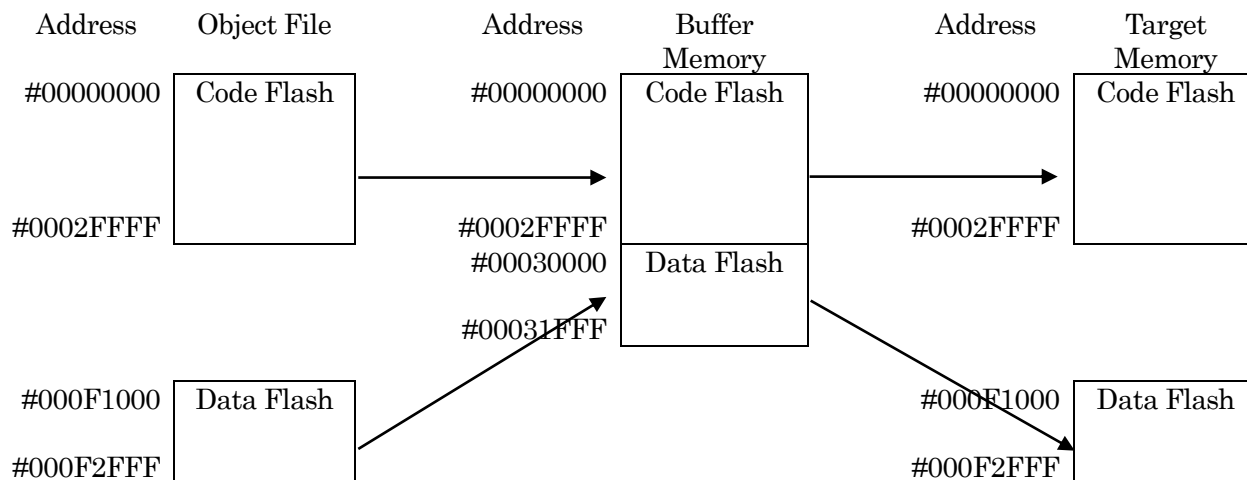 Address Object File Address Buffer Memory Address Target Memory
#00000000 Code Flash #00000000 Code Flash #00000000 Code Flash
#0002FFFF #0002FFFF #0002FFFF
#00030000 Data Flash
#00031FFF
#000F1000 Data Flash #000F1000 Data Flash
#000F2FFF #000F2FFF